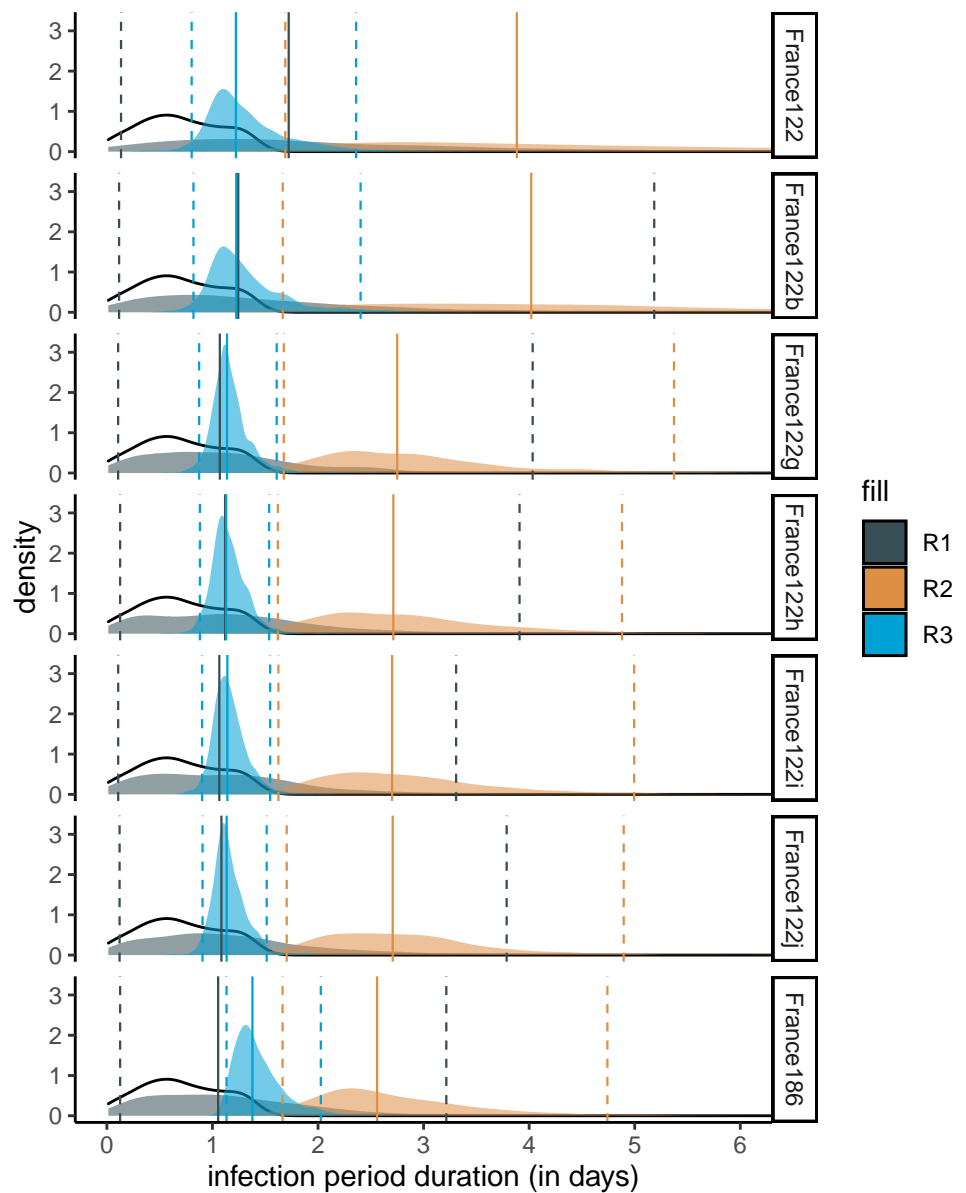 3
2
1
0
France122
3
2
1
0
France122b
3
2
1
0
France122g
3
2
1
0
France122h
3
2
1
0
France122i
3
2
1
0
France122j
3
2
1
0
France186
0 1 2 3 4 5 6
infection period duration (in days)
density
fill
R1
R2
R3